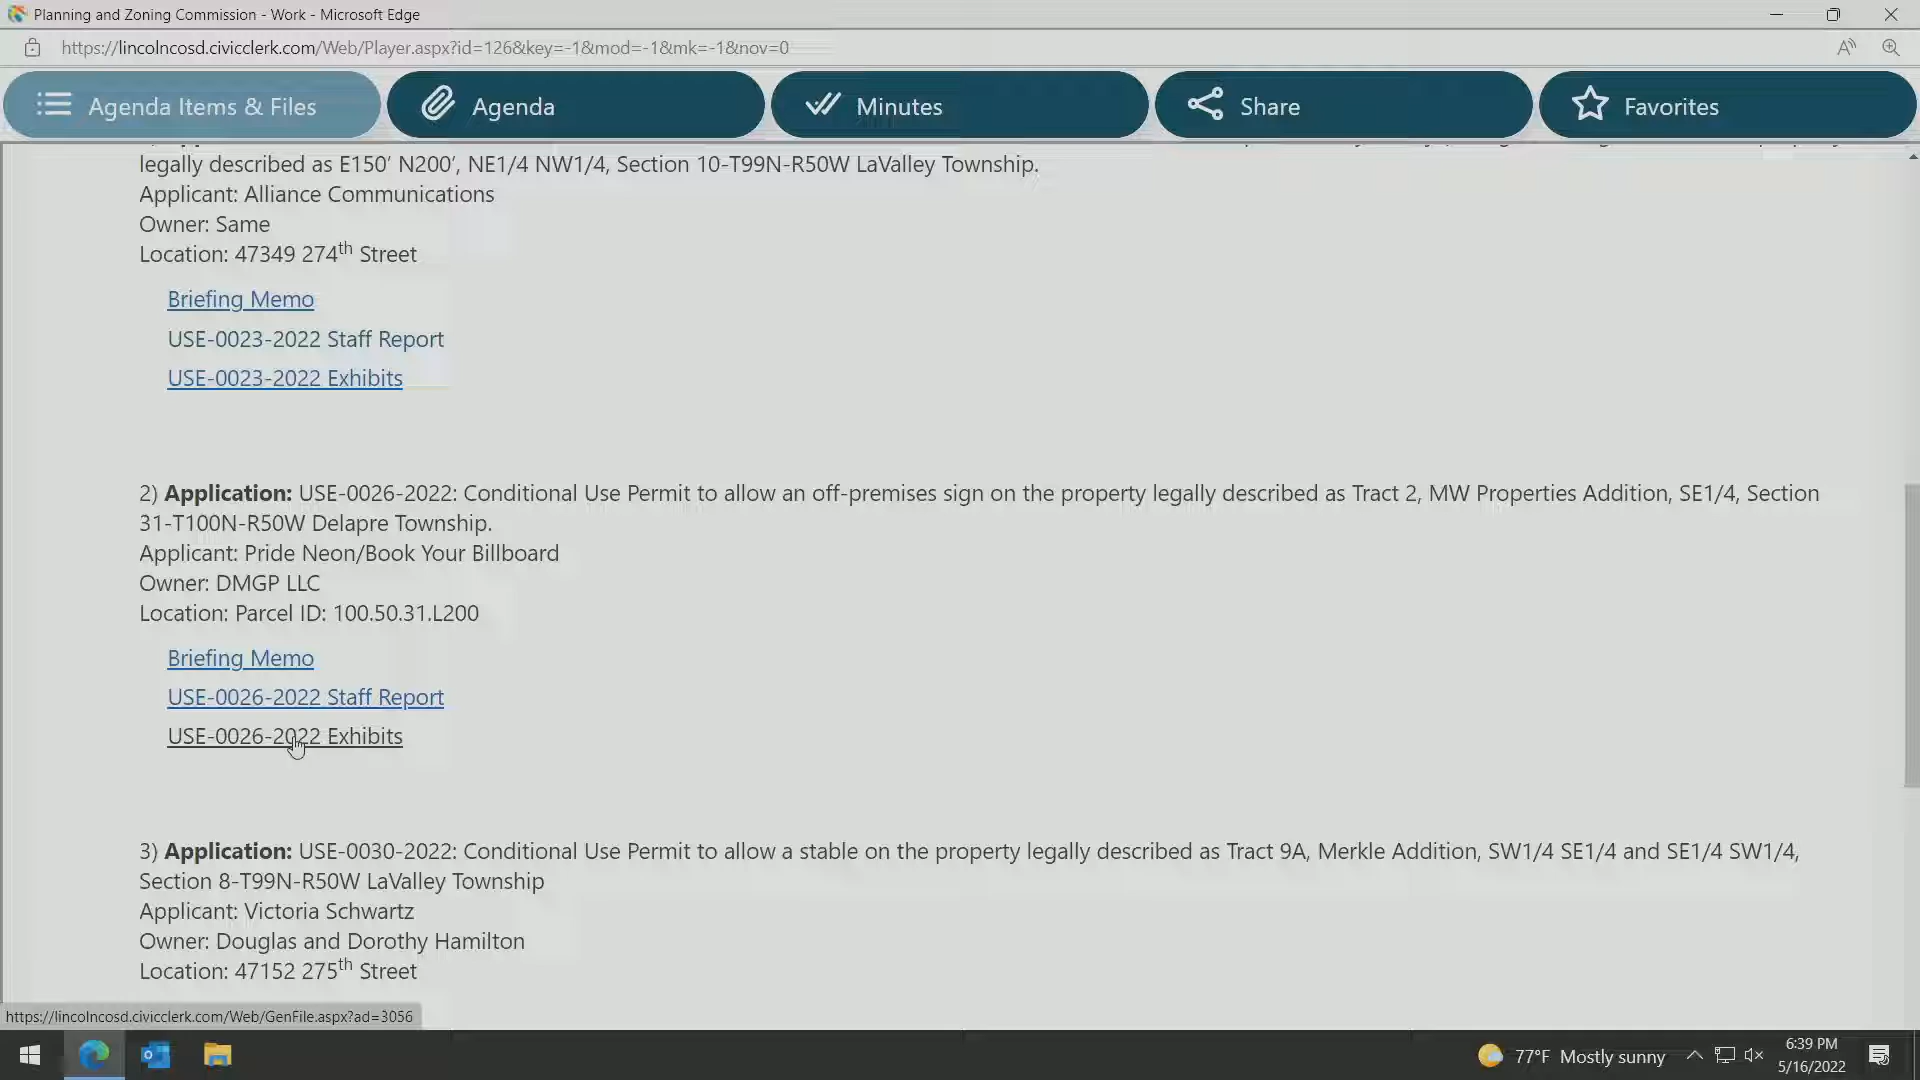 Planning and Zoning Commission - Work - Microsoft Edge
https://lincolncosd.civicclerk.com/Web/Player.aspx?id=126&key=-1&mod=-1&mk=-1&nov=0
Agenda Items & Files
Agenda
Minutes
Share
Favorites
legally described as E150' N200', NE1/4 NW1/4, Section 10-T99N-R50W LaValley Township.
Applicant: Alliance Communications
Owner: Same
Location: 47349 274th Street
Briefing Memo
USE-0023-2022 Staff Report
USE-0023-2022 Exhibits
2) Application: USE-0026-2022: Conditional Use Permit to allow an off-premises sign on the property legally described as Tract 2, MW Properties Addition, SE1/4, Section
31-T100N-R50W Delapre Township.
Applicant: Pride Neon/Book Your Billboard
Owner: DMGP LLC
Location: Parcel ID: 100.50.31.L200
Briefing Memo
USE-0026-2022 Staff Report
USE-0026-2022 Exhibits
3) Application: USE-0030-2022: Conditional Use Permit to allow a stable on the property legally described as Tract 9A, Merkle Addition, SW1/4 SE1/4 and SE1/4 SW1/4,
Section 8-T99N-R50W LaValley Township
Applicant: Victoria Schwartz
Owner: Douglas and Dorothy Hamilton
Location: 47152 275th Street
https://lincolncosd.civicclerk.com/Web/GenFile.aspx?ad=3056
77°F Mostly sunny
6:39 PM
5/16/2022